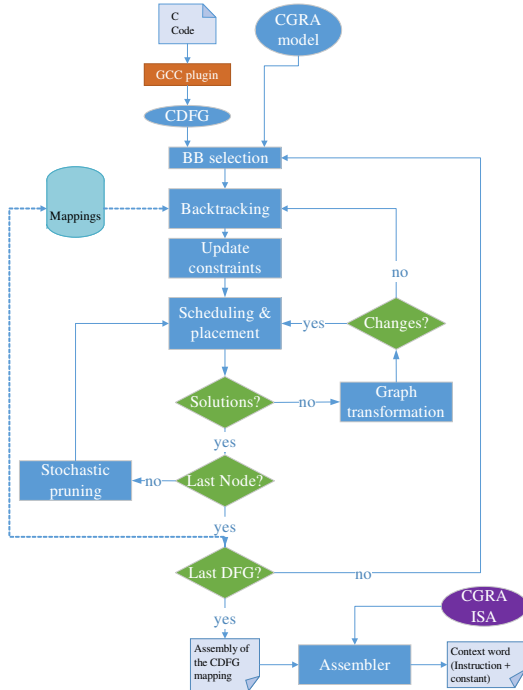 C
Code
CGRA
model
GCC plugin
CDFG
BB selection
Mappings
Backtracking
Update
constraints
no
Scheduling &
placement
yes
Changes?
Solutions?
no
Graph
transformation
yes
Stochastic
pruning
no
Last Node?
yes
Last DFG?
no
yes
CGRA
ISA
Assembly of
the CDFG
mapping
Assembler
Context word
(Instruction +
constant)